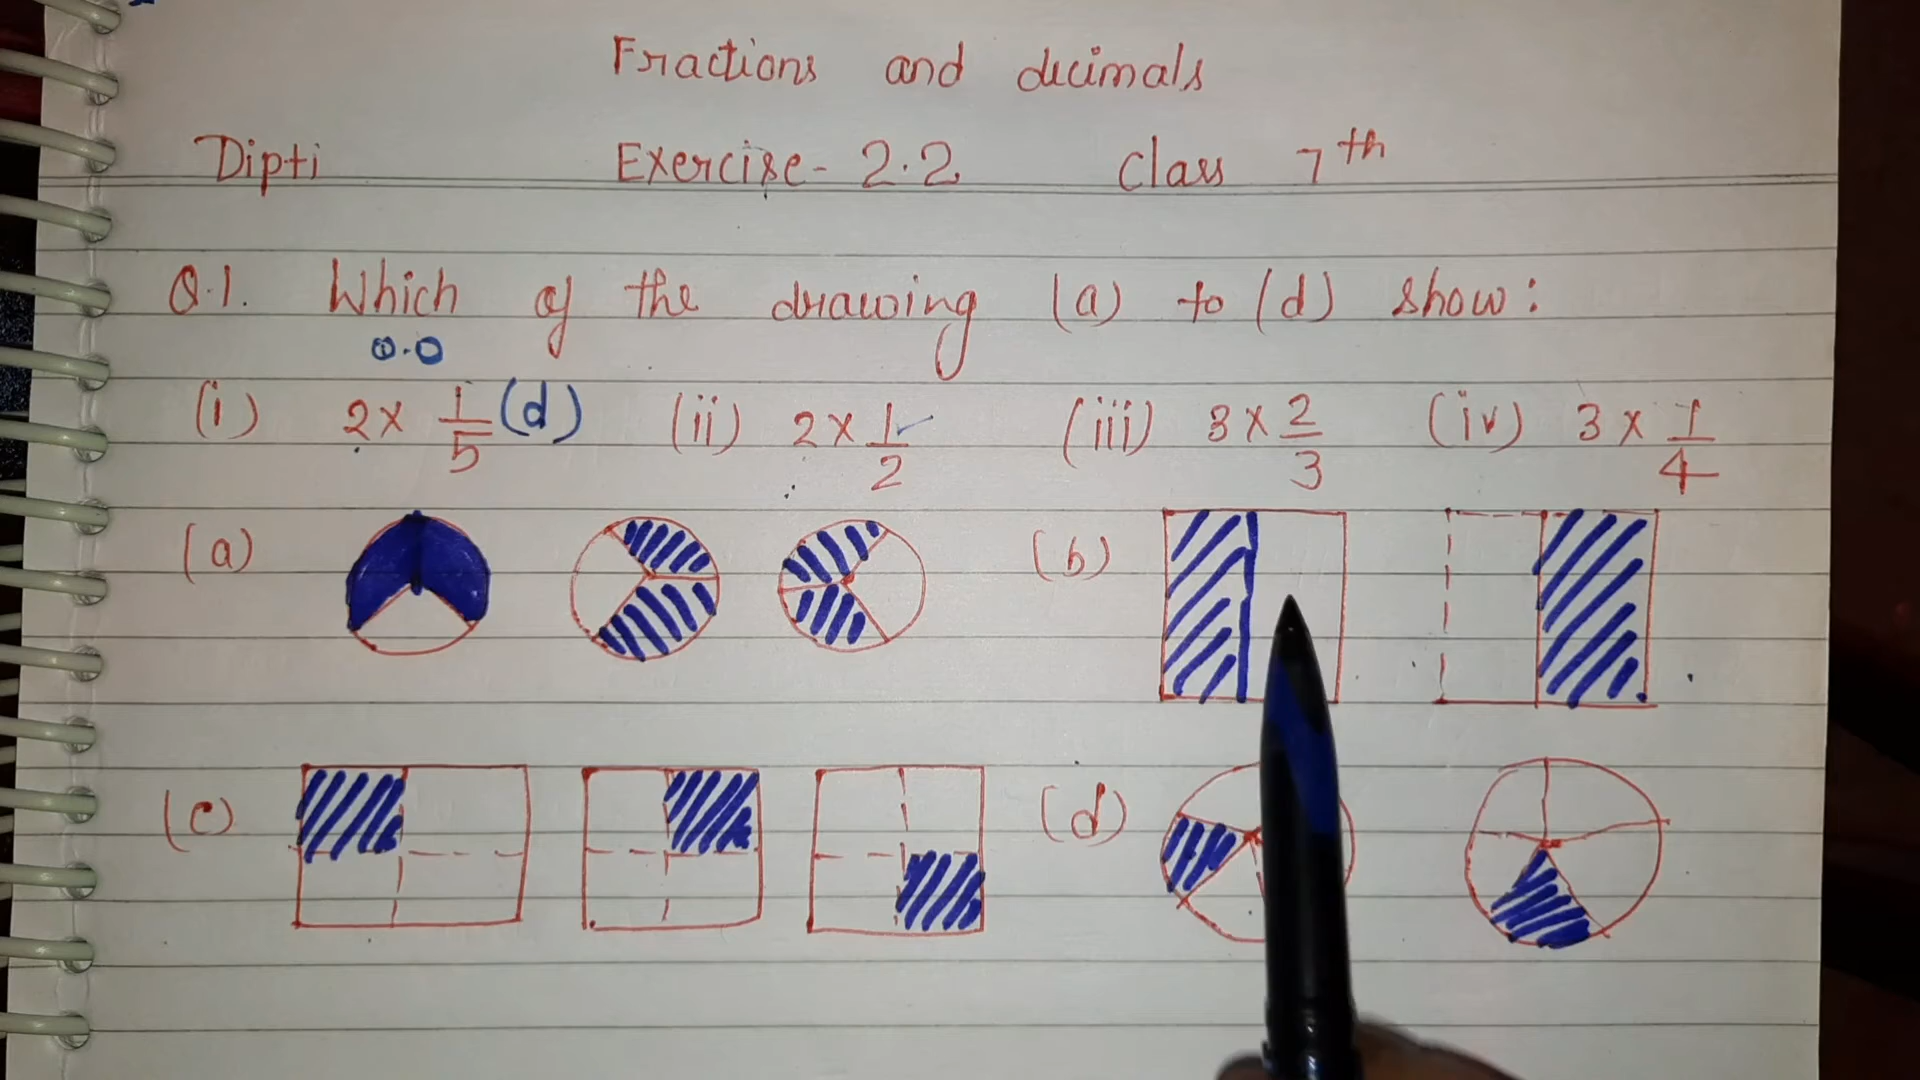 Fractions and decimals
Dipti Exercise - 2.2 Class 7th
Q.1. Which of the drawing (a) to (d) show:
(i) 2 × 1/5 (d) (ii) 2 × 1/2 (iii) 3 × 2/3 (iv) 3 × 1/4
(a) (b)
(c) (d)